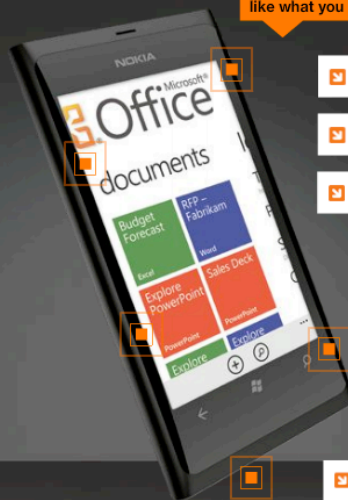 like what you
NOKIA
Microsoft®
Office
documents
Budget
Forecast
Excel
RFP –
Fabrikam
Word
Explore
PowerPoint
PowerPoint
Sales Deck
PowerPoint
Explore
Explore